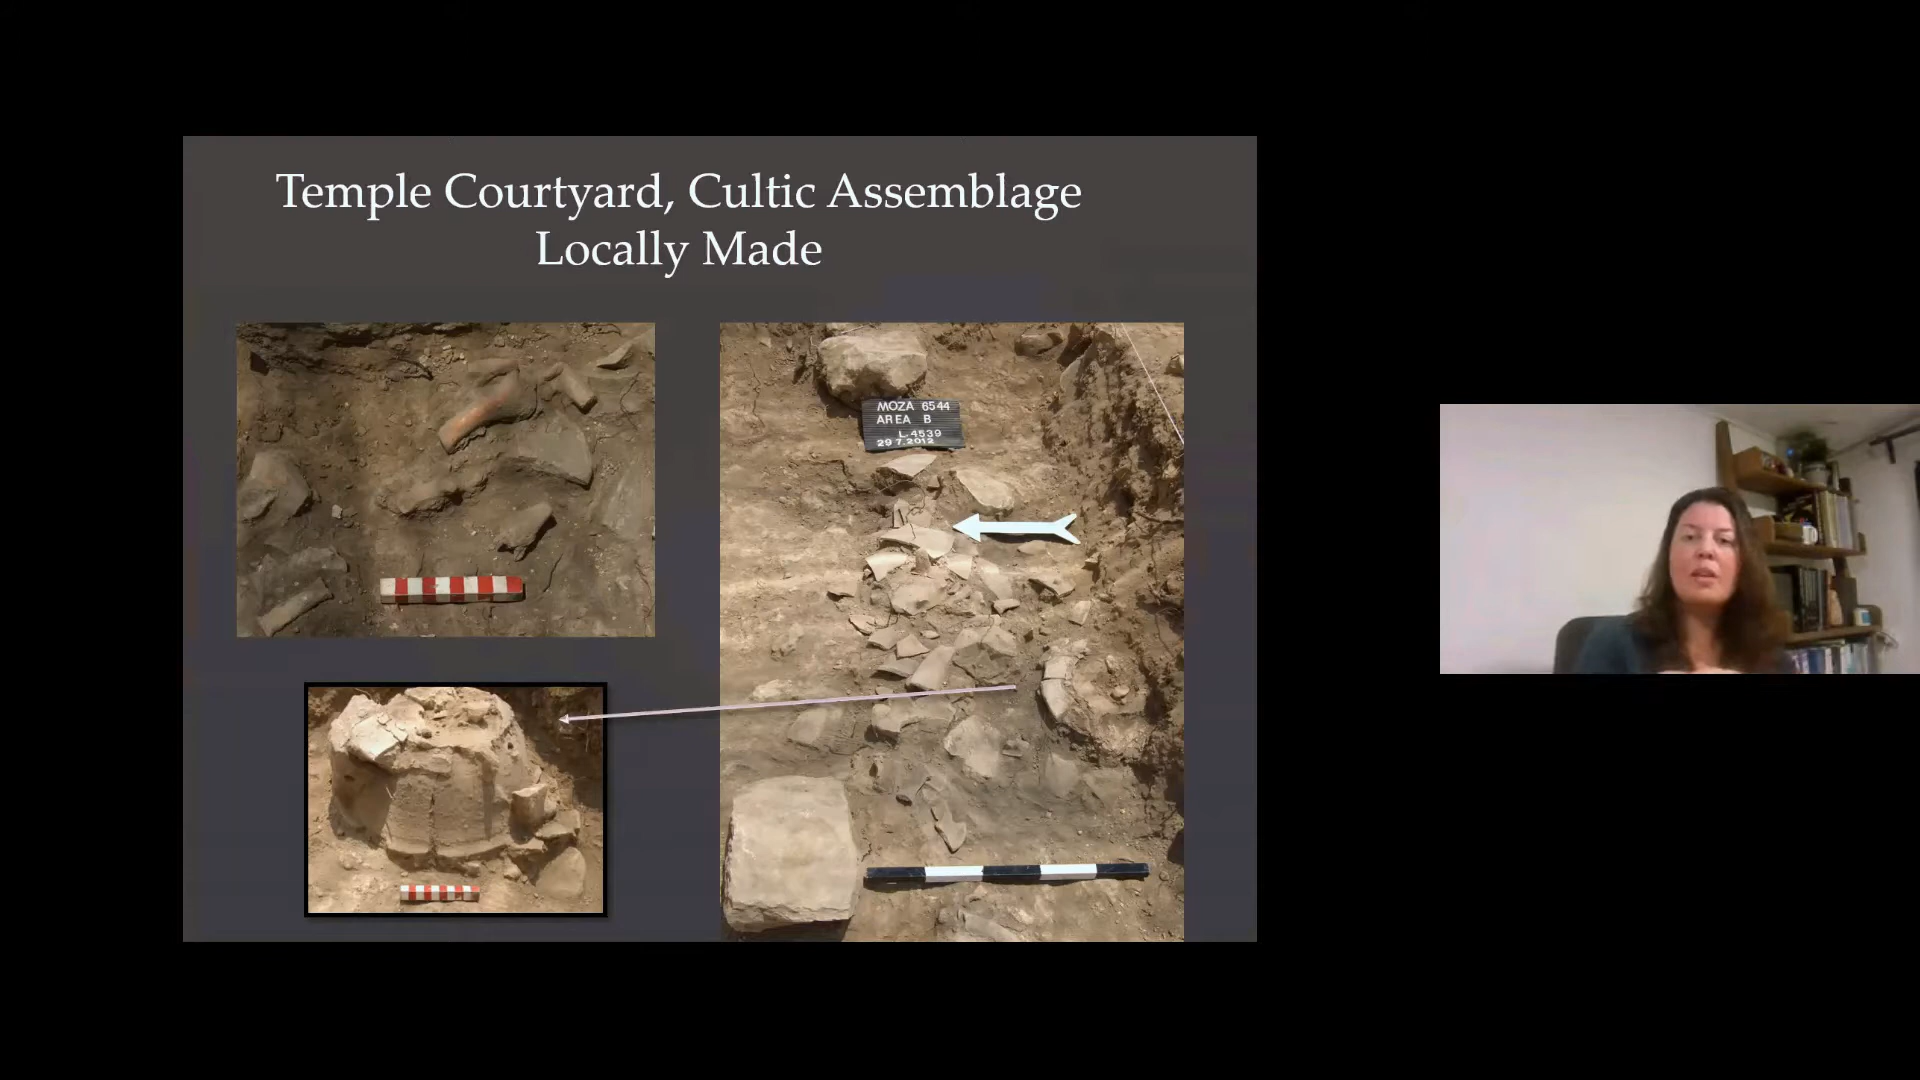 Temple Courtyard, Cultic Assemblage
Locally Made
MOZA 6544
AREA B
L.4539
29.7.2012